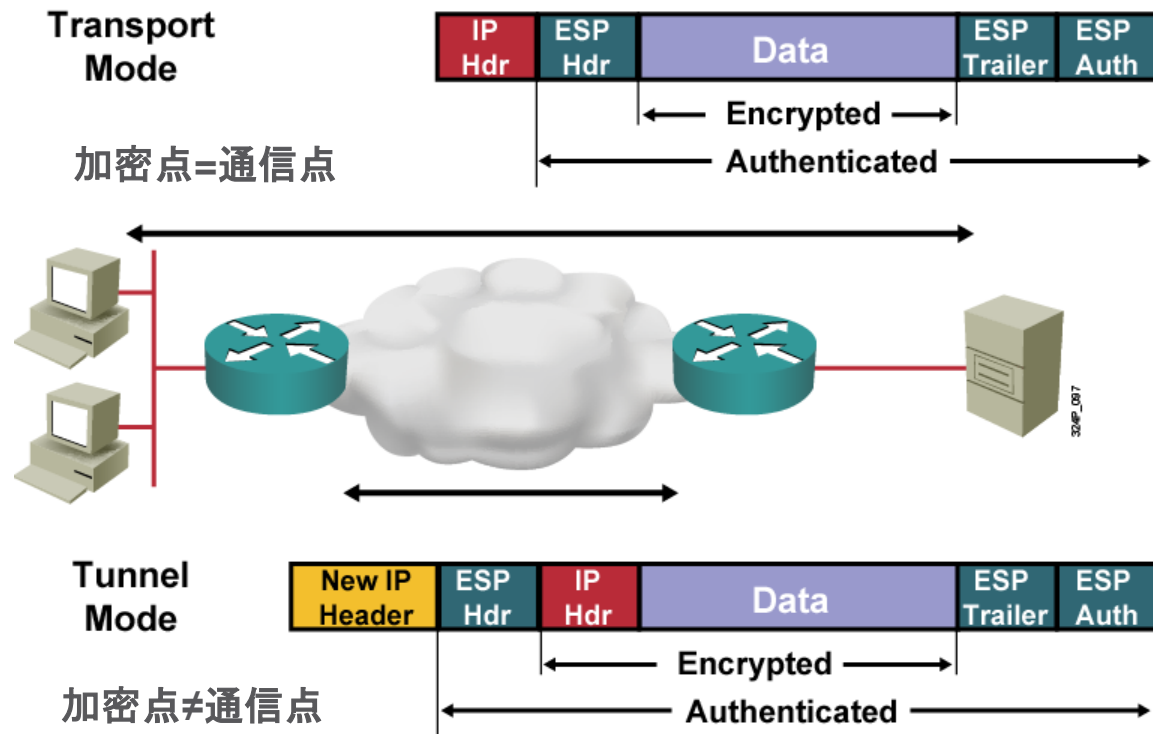 Transport
Mode
IP
Hdr
ESP
Hdr
Data
ESP
Trailer
ESP
Auth
Encrypted
Authenticated
加密点=通信点
324P_097
Tunnel
Mode
New IP
Header
ESP
Hdr
IP
Hdr
Data
ESP
Trailer
ESP
Auth
Encrypted
Authenticated
加密点≠通信点